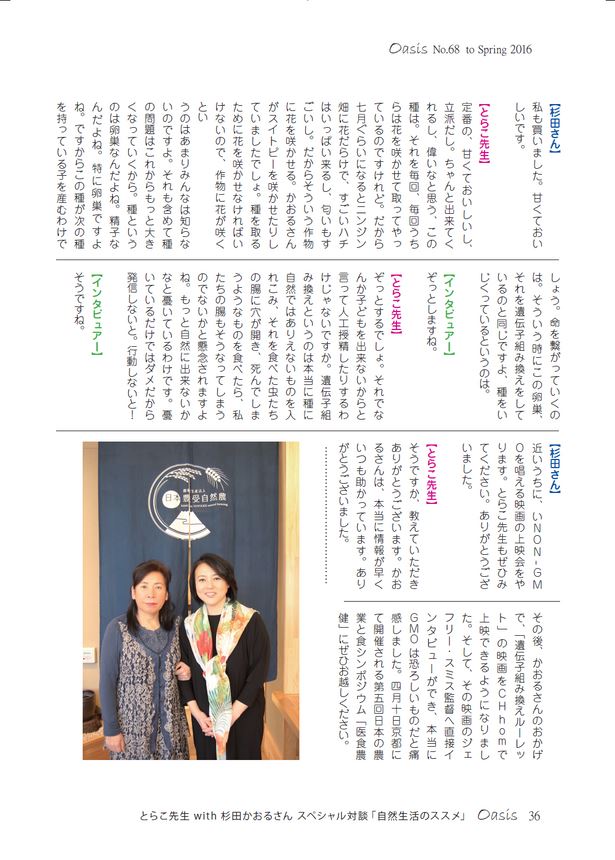 Oasis No.68 to Spring 2016
【杉田さん】
私も買いました。甘くておい
しいです。
【とらこ先生】
定番の、甘くておいしいし、
立派だし。ちゃんと出来てく
れるし、偉いなと思う。この
種は、それを毎回、毎回うち
らは花を咲かせて取ってやっ
ているのですけれど。だから
七月ぐらいになるとニンジン
畑に花だらけで、すごいハチ
はいっぱい来るし、匂いもす
ごいし。だからそういう作物
に花を咲かせる。かおるさん
がスイトピーを咲かせたりし
ていましたでしょ。種を取る
ために花を咲かせなければい
けないので、作物に花が咲く
とい
うのはあまりみんなは知らな
いのですよ。それも含めて種
の問題はこれからもっと大き
くなっていくから。種という
のは卵巣なんだよね。精子な
んだよね。特に卵巣ですよ
ね。ですからこの種が次の種
を持っている子を産むわけで
しょう。命を繋がっていくの
は。そういう時にこの卵巣、
それを遺伝子組み換えをして
いるのと同じですよ、種をい
じくっているというのは。
【インタビュアー】
ぞっとしますね。
【とらこ先生】
ぞっとするでしょ。それでな
んか子どもを出来ないからと
言って人工授精したりするわ
けじゃないですか。遺伝子組
み換えというのは本当に種に
自然ではありえないものを入
れこみ、それを食べた虫たち
の腸に穴が開き、死んでしま
うようなものを食べたら、私
たちの腸もそうなってしまう
のでないかと懸念されますよ
ね。もっと自然に出来ないか
なと憂いているわけです。憂
いているだけではダメだから
発信しないと。(行動しないと!
【インタビュアー】
そうですね。
【杉田さん】
近いうちに、いNON-GM
Oを唱える映画の上映会をや
ります。とらこ先生もぜひみ
てください。ありがとうござ
いました。
【とらこ先生】
そうですか、教えていただき
ありがとうございます。かお
るさんは、本当に情報が早く
いつも助かっています。あり
がとうございました。
その後、かおるさんのおかげ
で、「遺伝子組み換えルーレッ
ト」の映画をCHhomで
上映できるようになりまし
た。そして、その映画のジェ
フリー・スミス監督へ直接イ
ンタビューができ、本当に
GMOは恐ろしいものだと痛
感しました。四月十日京都に
て開催される第五回日本の農
業と食シンポジウム「医食農
健」にぜひお越しください。
日本 豊受自然農
とらこ先生 with 杉田かおるさん スペシャル対談「自然生活のススメ」 Oasis 36